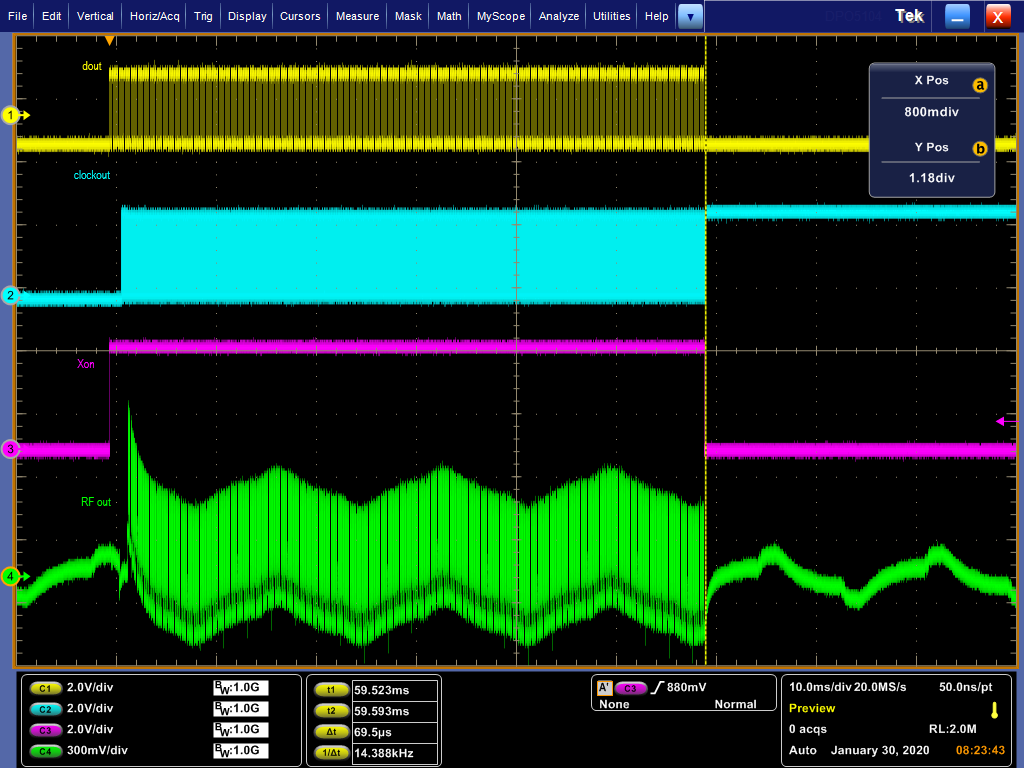 File Edit Vertical Horiz/Acq Trig Display Cursors Measure Mask Math MyScope Analyze Utilities Help Tek X
dout
X Pos a
800mdiv
Y Pos b
1.18div
1
clockout
2
Xon
3
RF out
4
C1 2.0V/div BW:1.0G
C2 2.0V/div BW:1.0G
C3 2.0V/div BW:1.0G
C4 300mV/div BW:1.0G
t1 59.523ms
t2 59.593ms
Δt 69.5µs
1/Δt 14.388kHz
A' C3 880mV
None Normal
10.0ms/div 20.0MS/s 50.0ns/pt
Preview
0 acqs RL:2.0M
Auto January 30, 2020 08:23:43